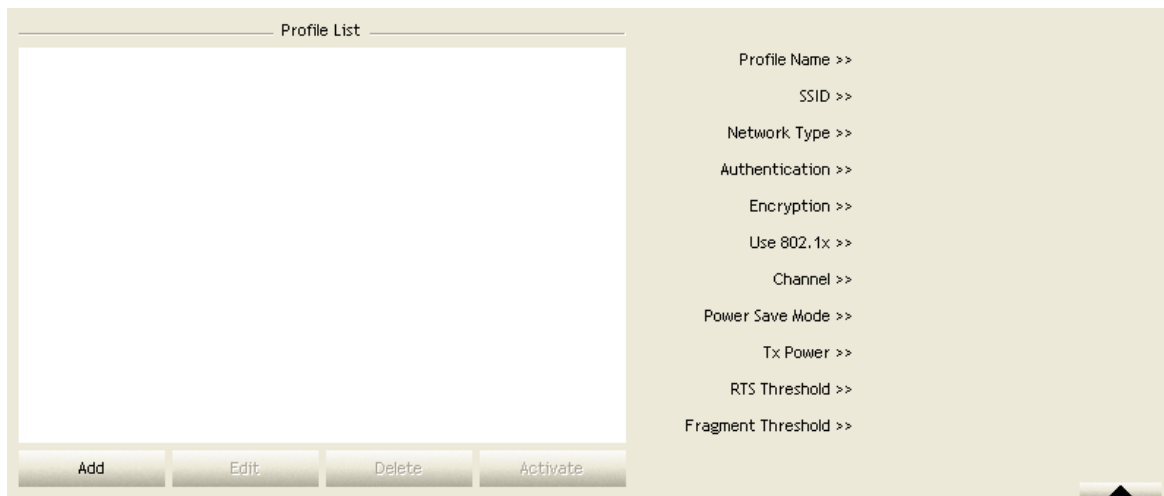 Profile List
Profile Name >>
SSID >>
Network Type >>
Authentication >>
Encryption >>
Use 802.1x >>
Channel >>
Power Save Mode >>
Tx Power >>
RTS Threshold >>
Fragment Threshold >>
Add Edit Delete Activate